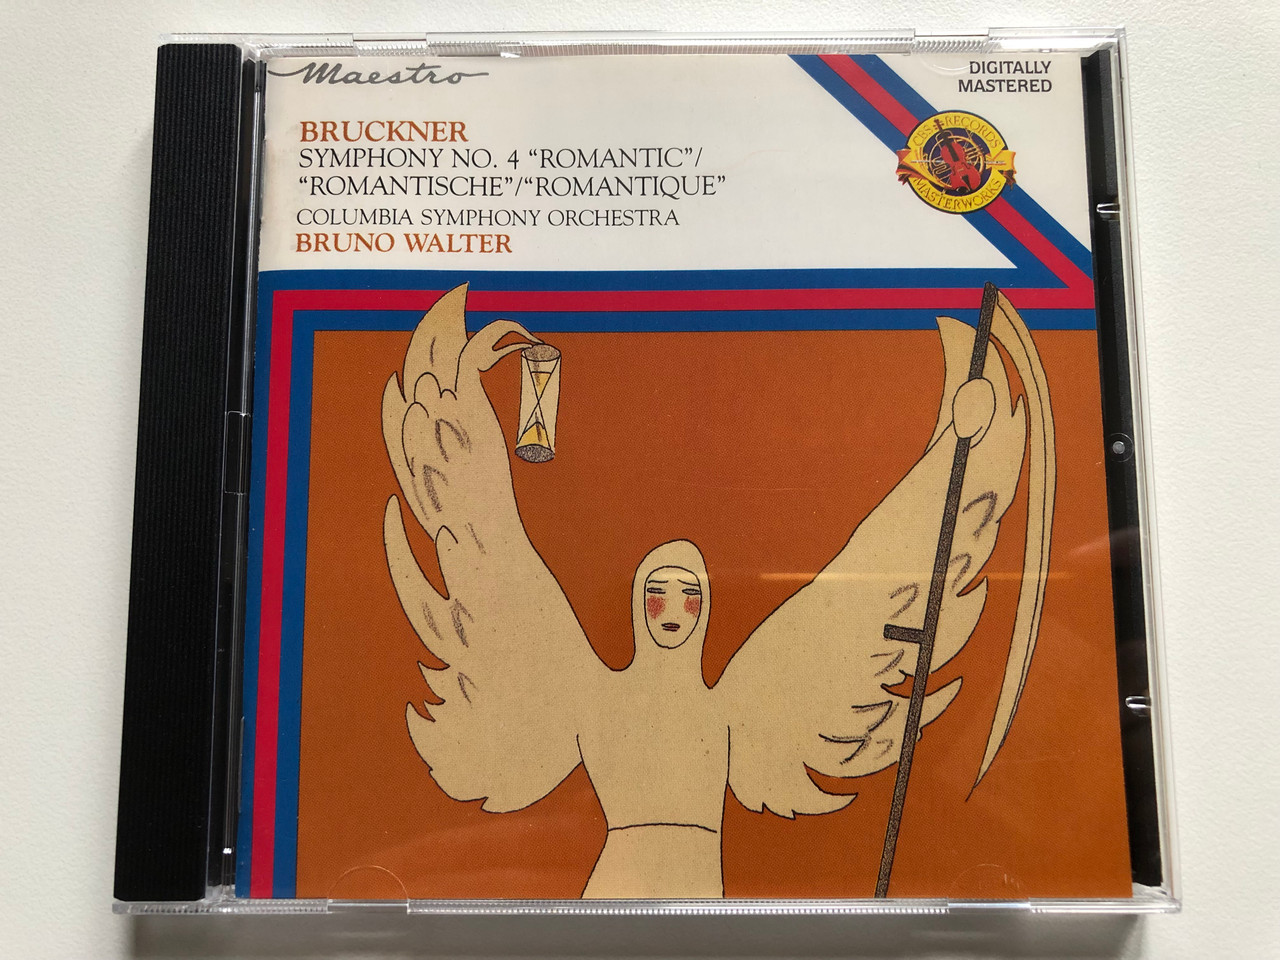 Maestro
DIGITALLY
MASTERED
BRUCKNER
SYMPHONY NO. 4 “ROMANTIC”/
“ROMANTISCHE”/“ROMANTIQUE”
COLUMBIA SYMPHONY ORCHESTRA
BRUNO WALTER
CBS RECORDS
MASTERWORKS